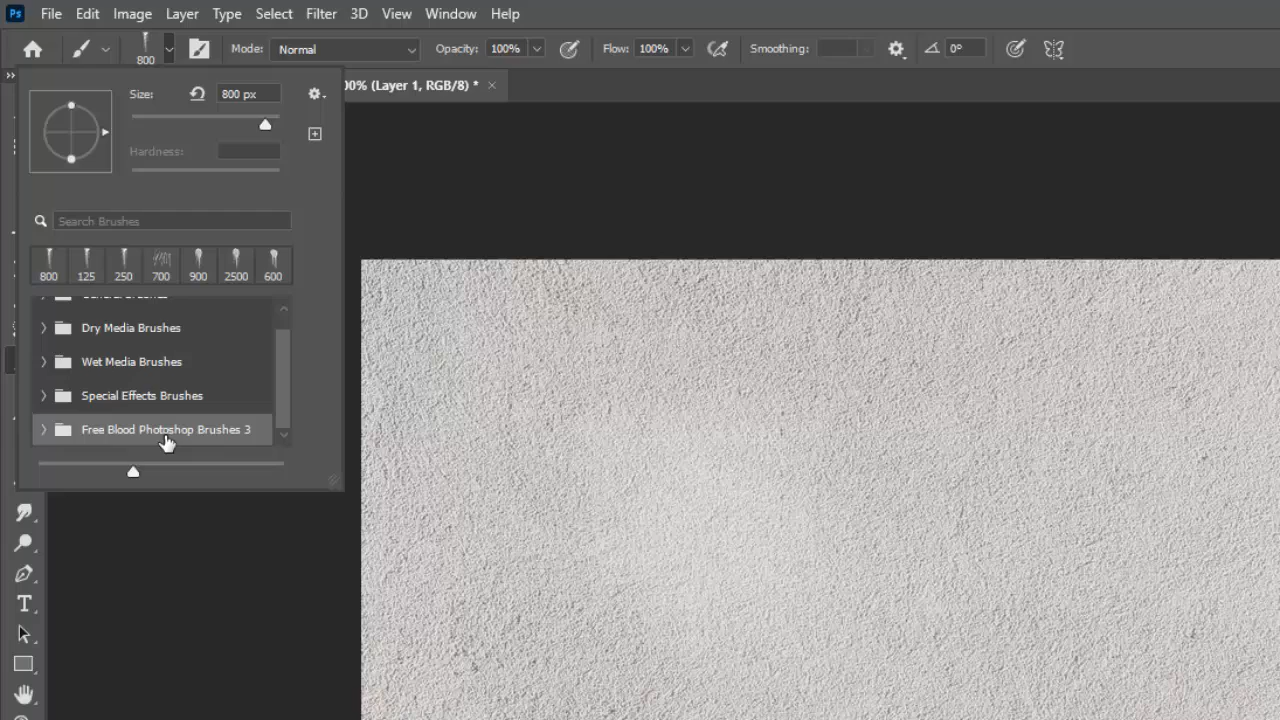 Ps File Edit Image Layer Type Select Filter 3D View Window Help
800 Mode: Normal Opacity: 100% Flow: 100% Smoothing: 0°
00% (Layer 1, RGB/8) * ×
Size: 800 px
Hardness:
Search Brushes
800 125 250 700 900 2500 600
Dry Media Brushes
Wet Media Brushes
Special Effects Brushes
Free Blood Photoshop Brushes 3